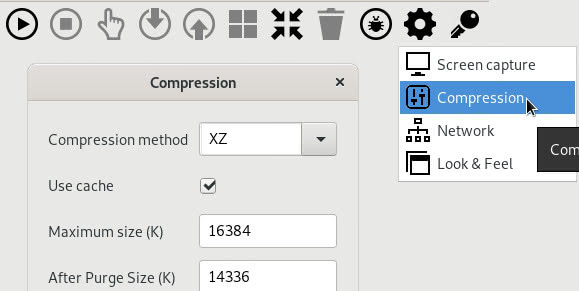 Screen capture
Compression
Compression
Compression method
XZ
Network
Com
Look & Feel
Use cache
Maximum size (K)
16384
After Purge Size (K)
14336